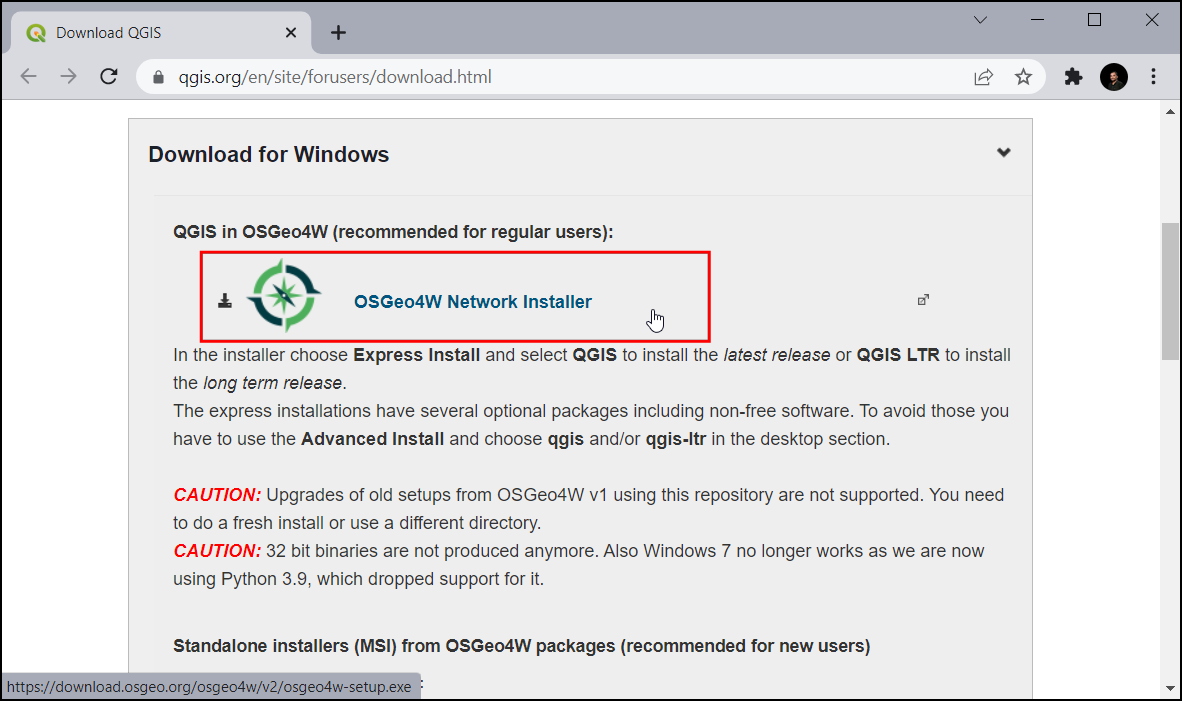 Download QGIS
qgis.org/en/site/forusers/download.html
Download for Windows
QGIS in OSGeo4W (recommended for regular users):
OSGeo4W Network Installer
In the installer choose Express Install and select QGIS to install the latest release or QGIS LTR to install
the long term release.
The express installations have several optional packages including non-free software. To avoid those you
have to use the Advanced Install and choose qgis and/or qgis-ltr in the desktop section.
CAUTION: Upgrades of old setups from OSGeo4W v1 using this repository are not supported. You need
to do a fresh install or use a different directory.
CAUTION: 32 bit binaries are not produced anymore. Also Windows 7 no longer works as we are now
using Python 3.9, which dropped support for it.
Standalone installers (MSI) from OSGeo4W packages (recommended for new users)
https://download.osgeo.org/osgeo4w/v2/osgeo4w-setup.exe :